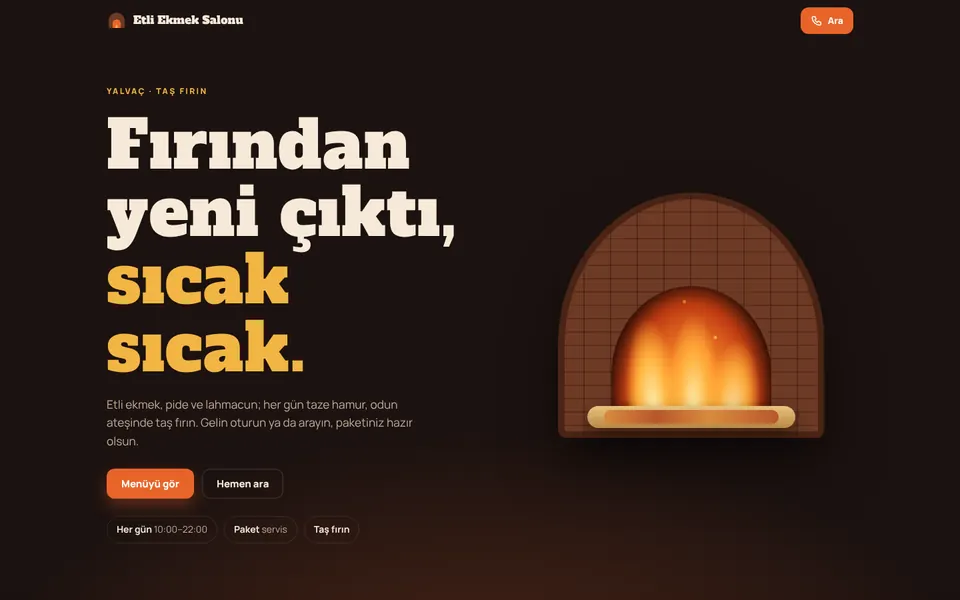 Etli Ekmek Salonu
Ara
YALVAÇ · TAŞ FIRIN
Fırından
yeni çıktı,
sıcak
sıcak.
Etli ekmek, pide ve lahmacun; her gün taze hamur, odun
ateşinde taş fırın. Gelin oturun ya da arayın, paketiniz hazır
olsun.
Menüyü gör
Hemen ara
Her gün 10:00–22:00
Paket servis
Taş fırın